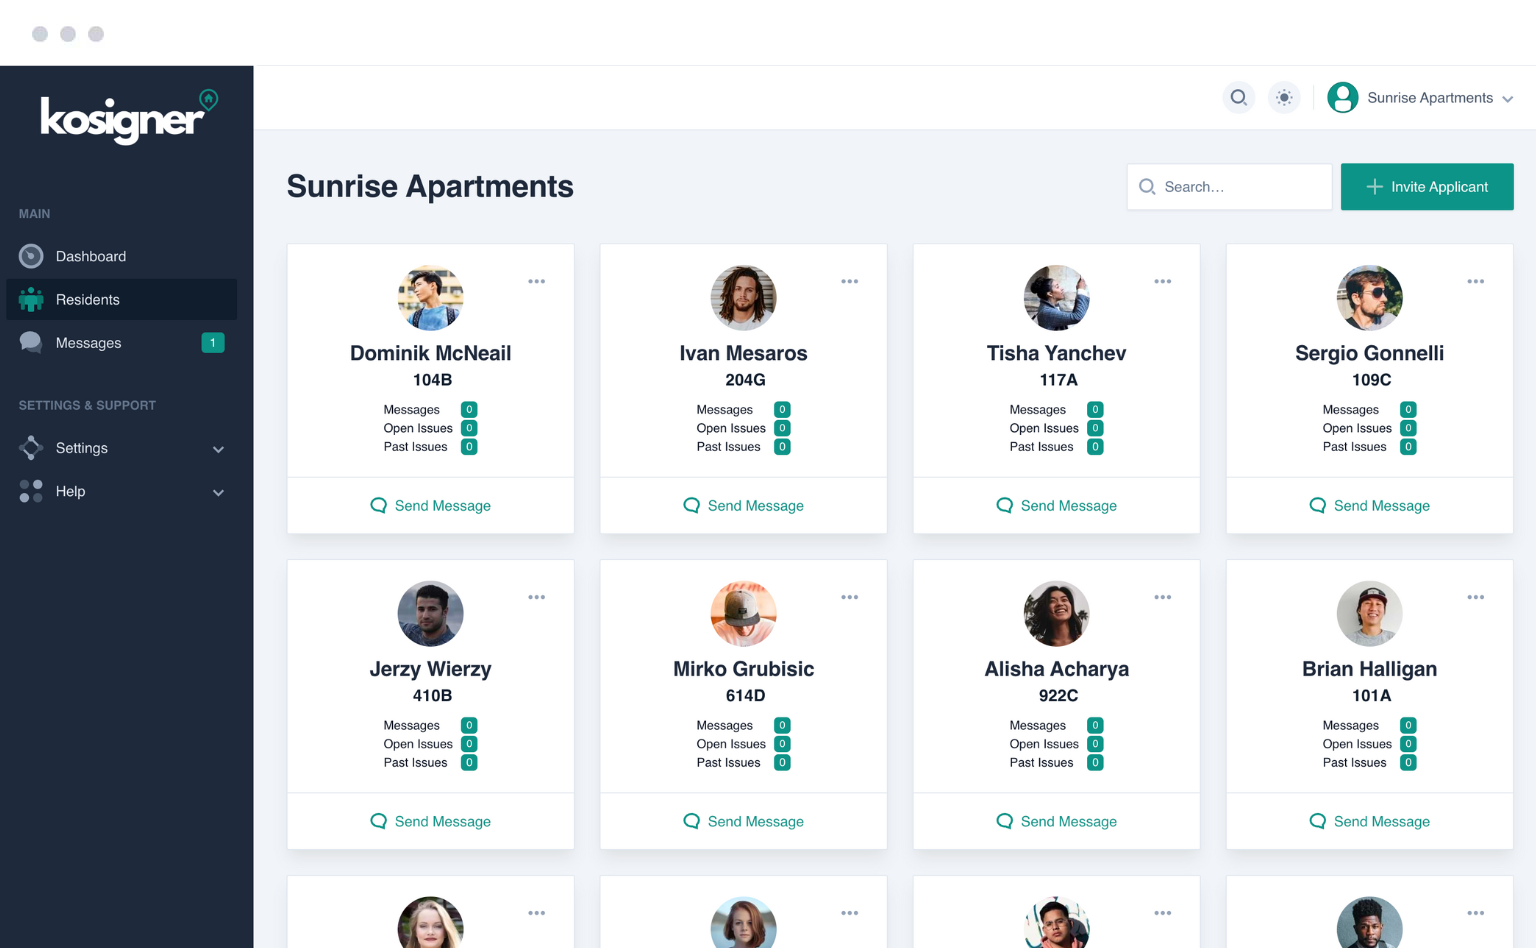 kosigner
Sunrise Apartments
MAIN
Dashboard
Residents
Messages 1
SETTINGS & SUPPORT
Settings
Help
Sunrise Apartments
Search...
Invite Applicant
Dominik McNeail
104B
Messages 0
Open Issues 0
Past Issues 0
Send Message
Ivan Mesaros
204G
Messages 0
Open Issues 0
Past Issues 0
Send Message
Tisha Yanchev
117A
Messages 0
Open Issues 0
Past Issues 0
Send Message
Sergio Gonnelli
109C
Messages 0
Open Issues 0
Past Issues 0
Send Message
Jerzy Wierzy
410B
Messages 0
Open Issues 0
Past Issues 0
Send Message
Mirko Grubisic
614D
Messages 0
Open Issues 0
Past Issues 0
Send Message
Alisha Acharya
922C
Messages 0
Open Issues 0
Past Issues 0
Send Message
Brian Halligan
101A
Messages 0
Open Issues 0
Past Issues 0
Send Message